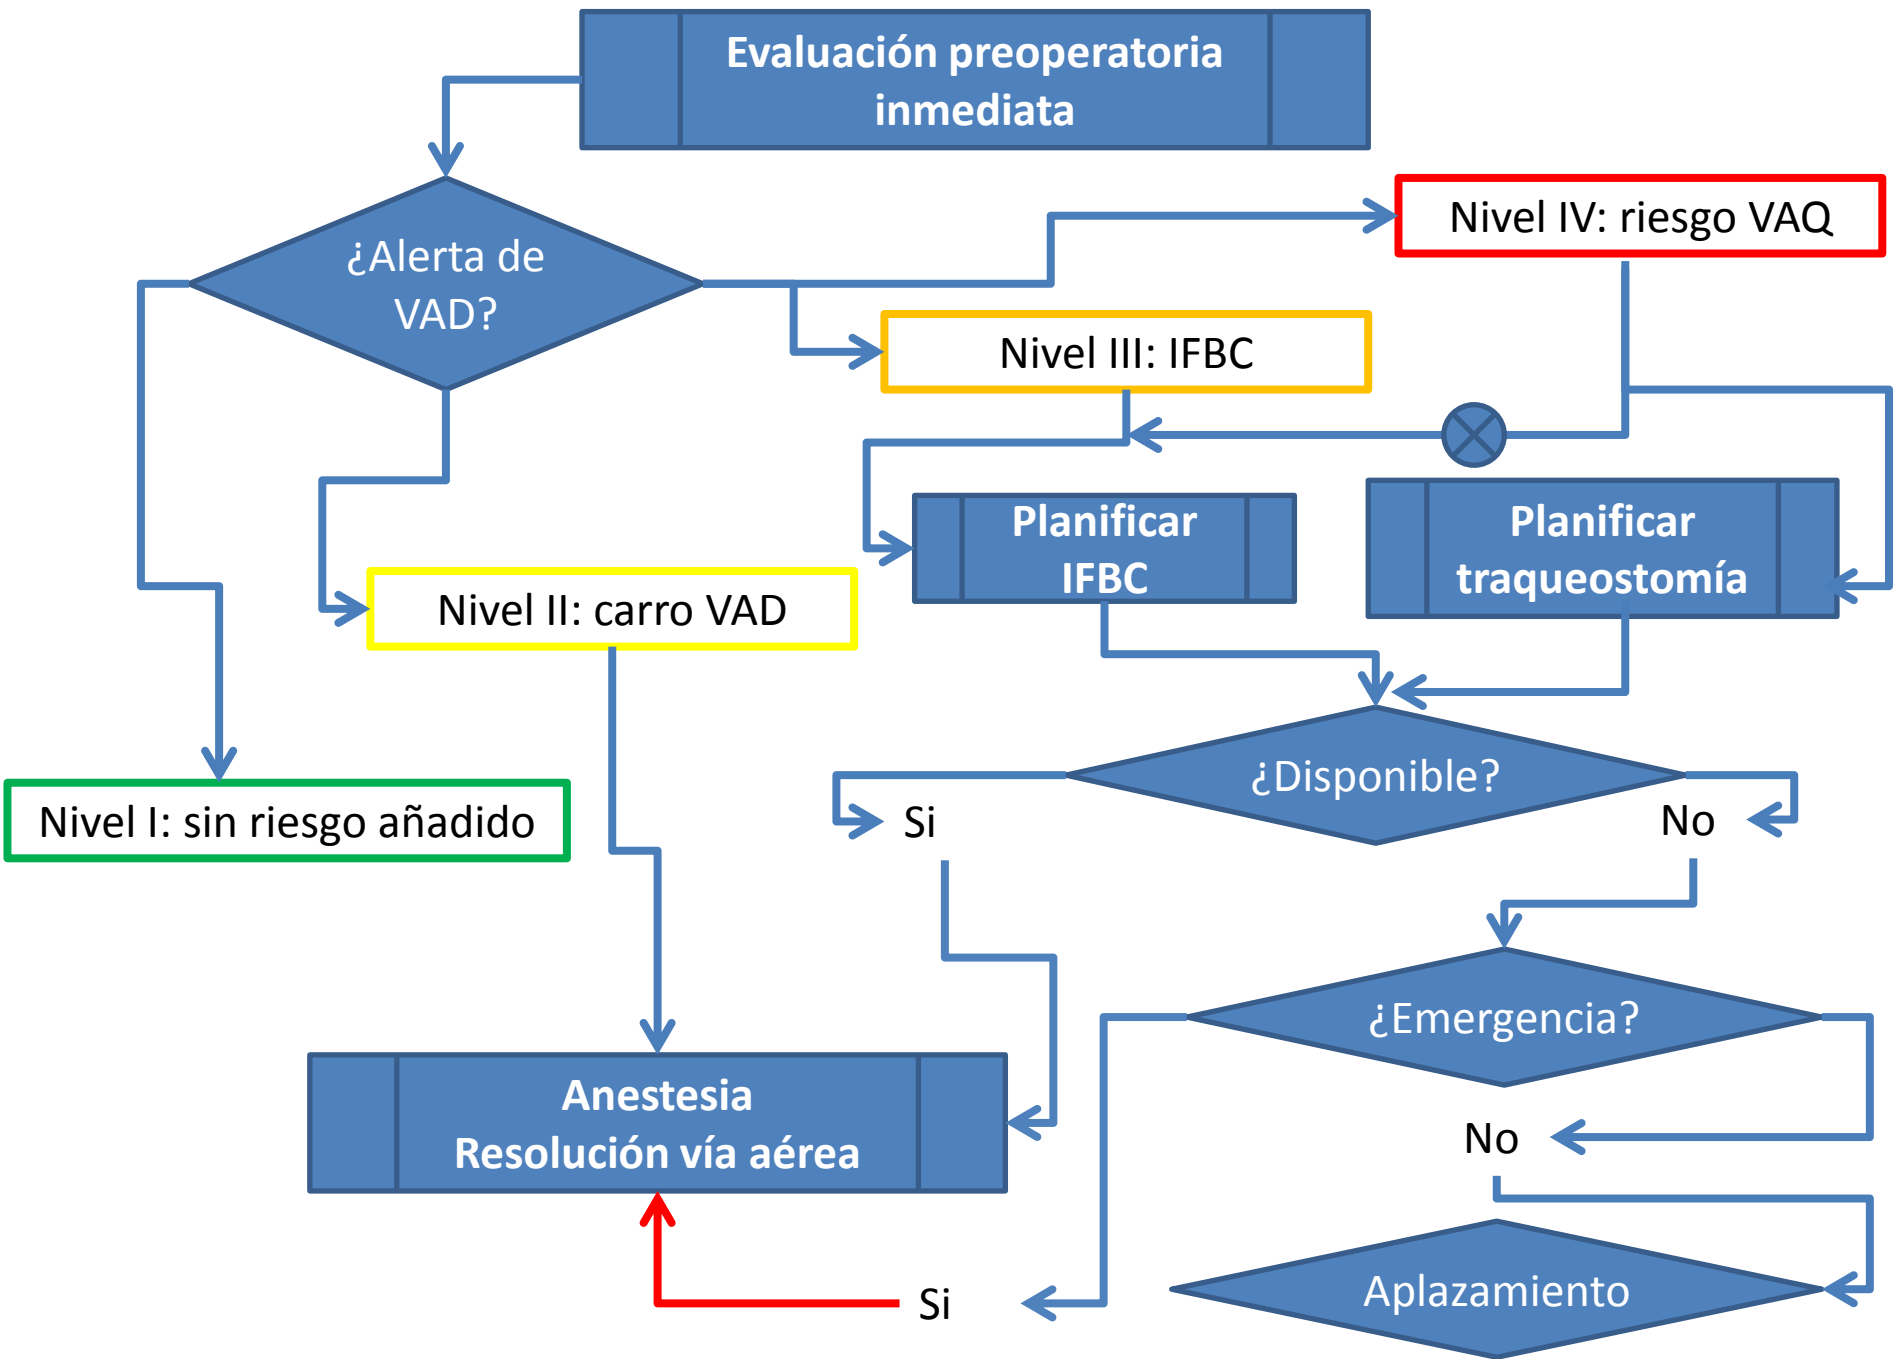 Evaluación preoperatoria
inmediata
¿Alerta de
VAD?
Nivel IV: riesgo VAQ
Nivel III: IFBC
Planificar
IFBC
Planificar
traqueostomía
Nivel II: carro VAD
¿Disponible?
Nivel I: sin riesgo añadido
Si
No
¿Emergencia?
Anestesia
Resolución vía aérea
No
Si
Aplazamiento